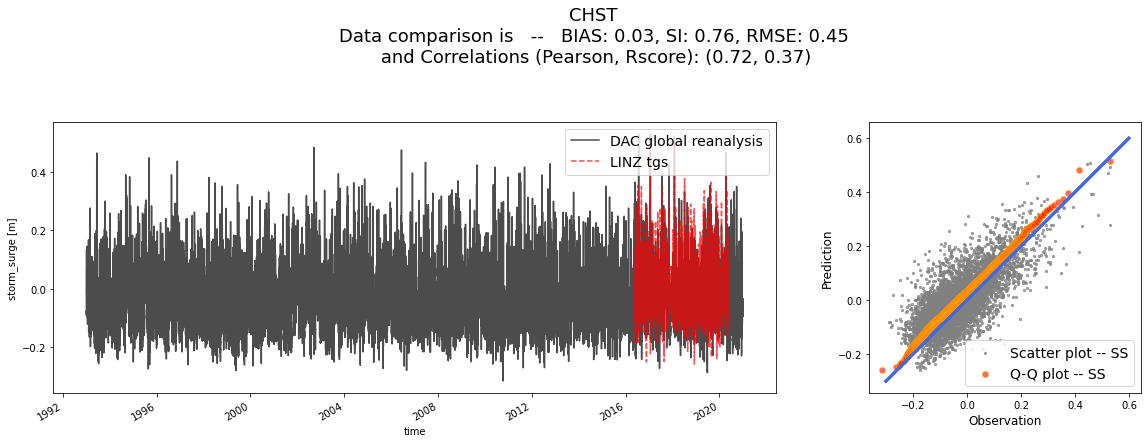 CHST
Data comparison is -- BIAS: 0.03, SI: 0.76, RMSE: 0.45
and Correlations (Pearson, Rscore): (0.72, 0.37)
storm_surge [m]
0.4
0.2
0.0
−0.2
DAC global reanalysis
LINZ tgs
1992
1996
2000
2004
2008
2012
2016
2020
time
Prediction
0.6
0.4
0.2
0.0
−0.2
Scatter plot -- SS
Q-Q plot -- SS
−0.2
0.0
0.2
0.4
0.6
Observation